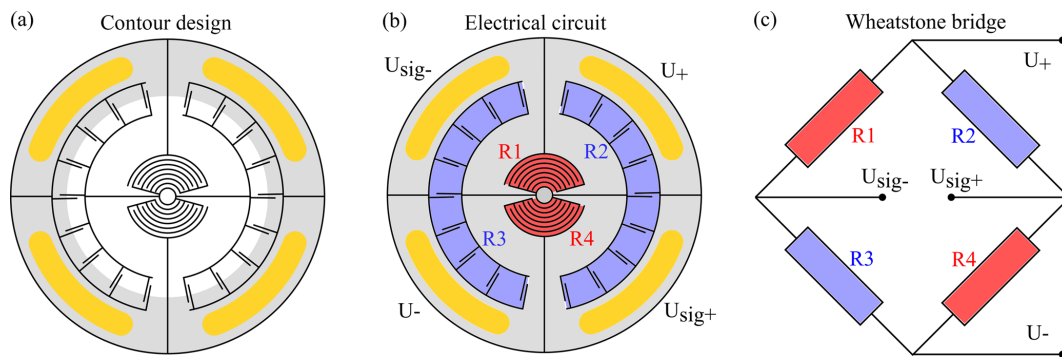 (a)
Contour design
(b)
Electrical circuit
Usig-
U+
R1
R2
R3
R4
U-
Usig+
(c)
Wheatstone bridge
U+
R1
R2
Usig-
Usig+
R3
R4
U-